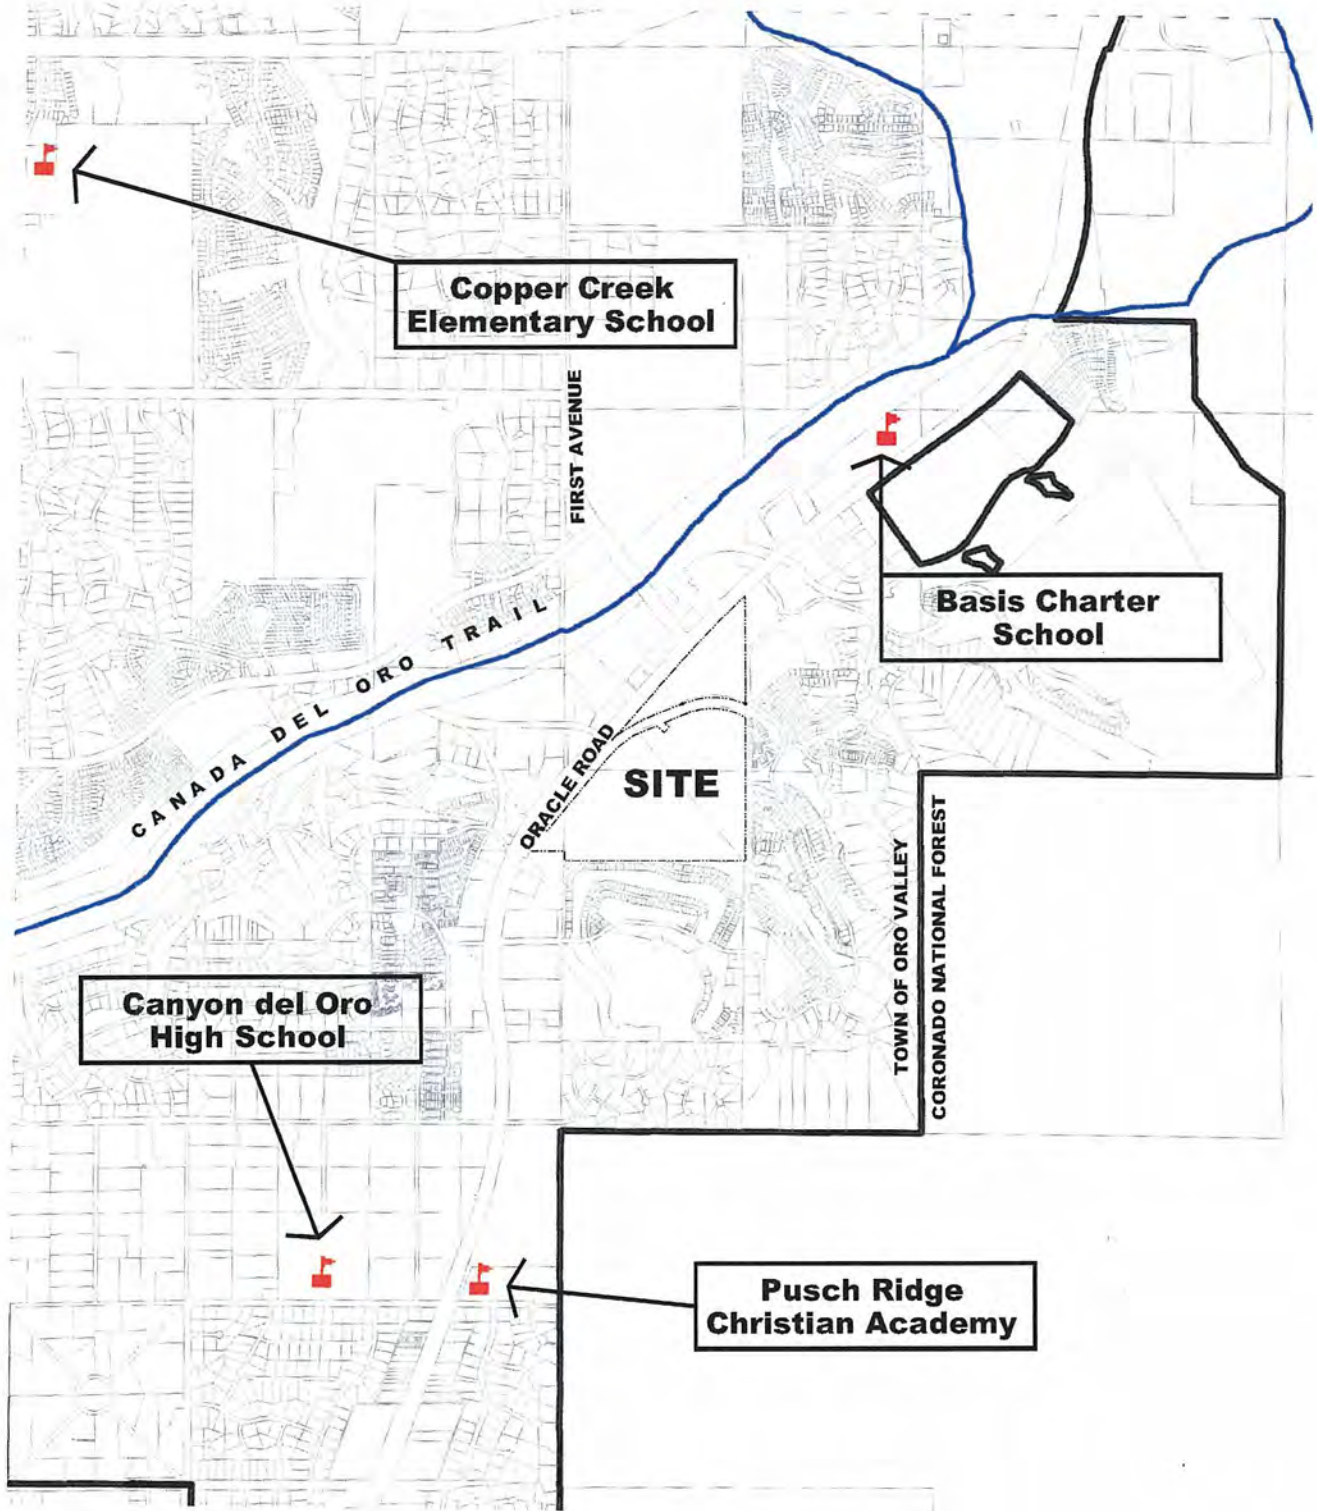 Copper Creek
Elementary School
FIRST AVENUE
Basis Charter
School
CANADA DEL ORO TRAIL
ORACLE ROAD
SITE
TOWN OF ORO VALLEY
CORONADO NATIONAL FOREST
Canyon del Oro
High School
Pusch Ridge
Christian Academy